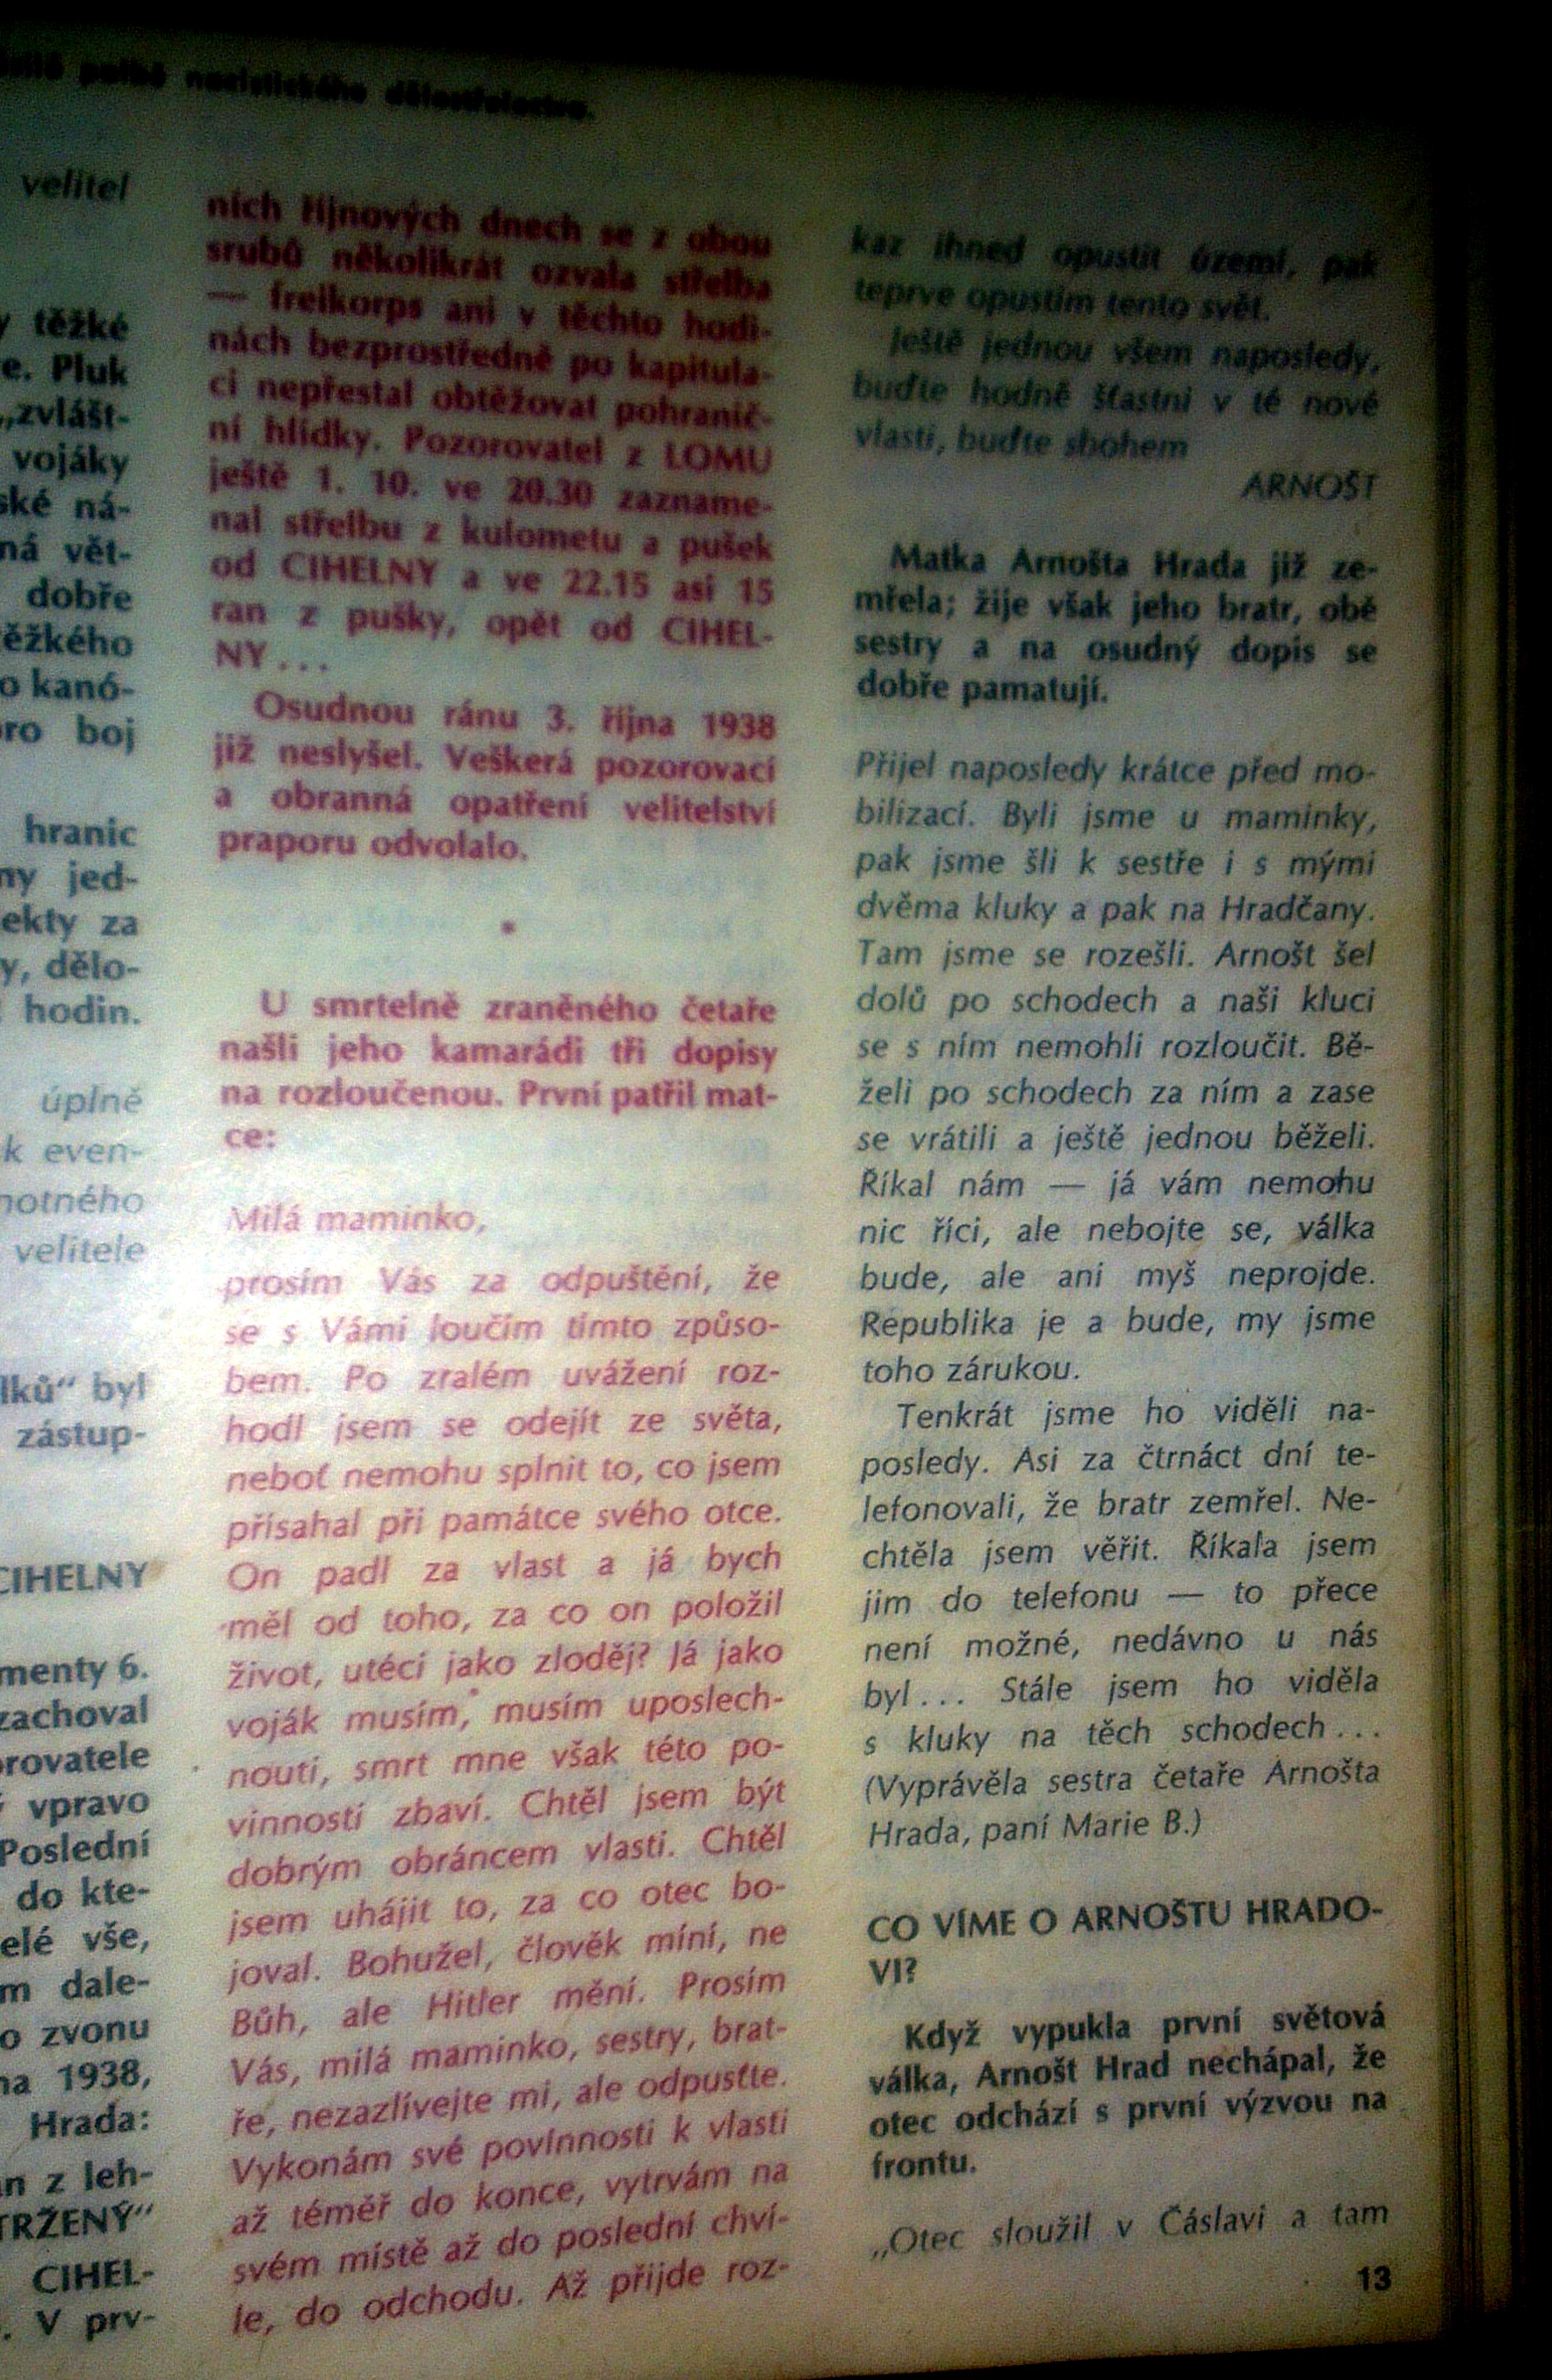 nacistického dělostřelectva.
velitel
y těžké
e. Pluk
„zvlášt-
vojáky
ské ná-
ná vět-
dobře
ěžkého
o kanó-
ro boj
hranic
ny jed-
ekty za
y, dělo-
hodin.
úplné
k even-
notného
velitele
lků“ byl
zástup-
CIHELNY
menty 6.
zachoval
orovatele
vpravo
Poslední
do kte-
elé vše,
m dale-
o zvonu
na 1938,
Hrada:
n z leh-
TRŽENÝ“
CIHEL-
. V prv-
ních říjnových dnech se z obou
srubů několikrát ozvala střelba
— freikorps ani v těchto hodi-
nách bezprostředně po kapitula-
ci nepřestal obtěžovat pohranič-
ní hlídky. Pozorovatel z LOMU
ještě 1. 10. ve 20.30 zazname-
nal střelbu z kulometu a pušek
od CIHELNY a ve 22.15 asi 15
ran z pušky, opět od CIHEL-
NY...
Osudnou ránu 3. října 1938
již neslyšel. Veškerá pozorovací
a obranná opatření velitelství
praporu odvolalo.
*
U smrtelně zraněného četaře
našli jeho kamarádi tři dopisy
na rozloučenou. První patřil mat-
ce:
Milá maminko,
prosím Vás za odpuštění, že
se s Vámi loučím tímto způso-
bem. Po zralém uvážení roz-
hodl jsem se odejít ze světa,
neboť nemohu splnit to, co jsem
přísahal při památce svého otce.
On padl za vlast a já bych
měl od toho, za co on položil
život, utéci jako zloděj? Já jako
voják musím, musím uposlech-
nouti, smrt mne však této po-
vinnosti zbaví. Chtěl jsem být
dobrým obráncem vlasti. Chtěl
jsem uhájit to, za co otec bo-
joval. Bohužel, člověk míní, ne
Bůh, ale Hitler mění. Prosím
Vás, milá maminko, sestry, brat-
ře, nezazlívejte mi, ale odpusťte.
Vykonám své povinnosti k vlasti
až téměř do konce, vytrvám na
svém místě až do poslední chví-
le, do odchodu. Až přijde roz-
kaz ihned opustit území, pak
teprve opustím tento svět.
Ještě jednou všem naposledy,
buďte hodně šťastni v té nové
vlasti, buďte sbohem
ARNOŠT
Matka Arnošta Hrada již ze-
mřela; žije však jeho bratr, obě
sestry a na osudný dopis se
dobře pamatují.
Přijel naposledy krátce před mo-
bilizací. Byli jsme u maminky,
pak jsme šli k sestře i s mými
dvěma kluky a pak na Hradčany.
Tam jsme se rozešli. Arnošt šel
dolů po schodech a naši kluci
se s ním nemohli rozloučit. Bě-
želi po schodech za ním a zase
se vrátili a ještě jednou běželi.
Říkal nám — já vám nemohu
nic říci, ale nebojte se, válka
bude, ale ani myš neprojde.
Republika je a bude, my jsme
toho zárukou.
Tenkrát jsme ho viděli na-
posledy. Asi za čtrnáct dní te-
lefonovali, že bratr zemřel. Ne-
chtěla jsem věřit. Říkala jsem
jim do telefonu — to přece
není možné, nedávno u nás
byl... Stále jsem ho viděla
s kluky na těch schodech...
(Vyprávěla sestra četaře Arnošta
Hrada, paní Marie B.)
CO VÍME O ARNOŠTU HRADO-
VI?
Když vypukla první světová
válka, Arnošt Hrad nechápal, že
otec odchází s první výzvou na
frontu.
„Otec sloužil v Čáslavi a tam
13